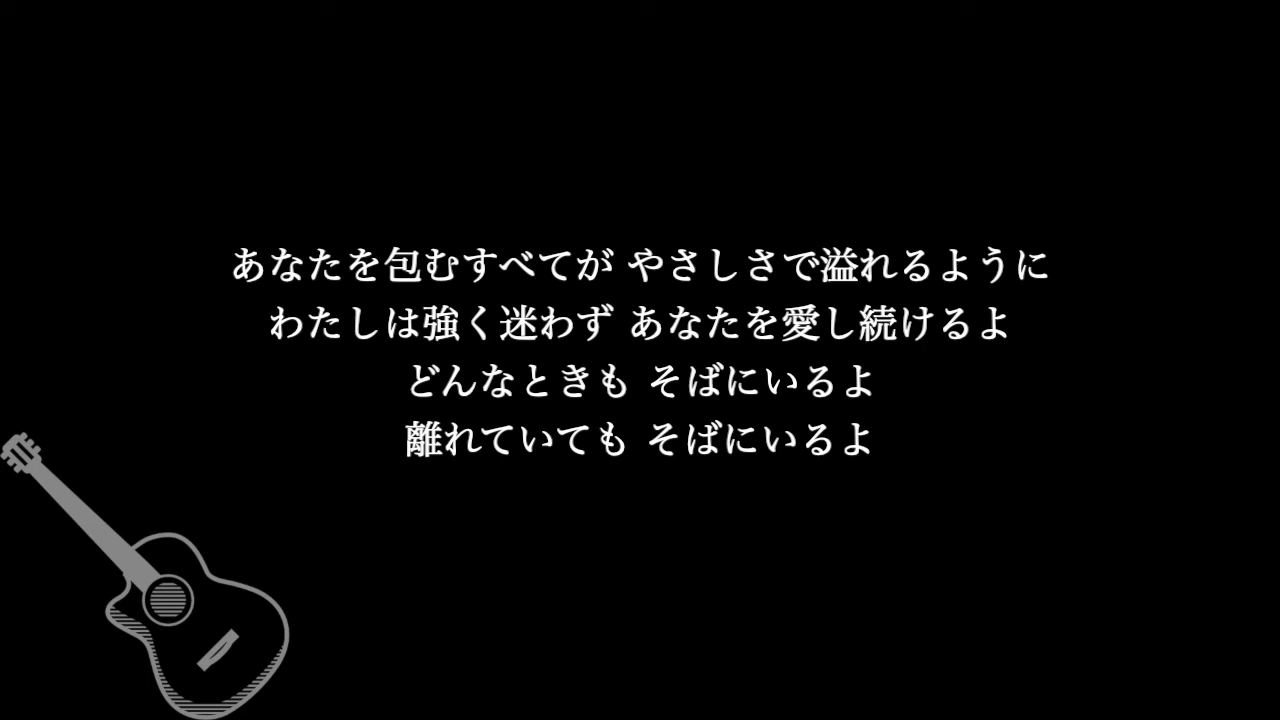 あなたを包むすべてが やさしさで溢れるように
わたしは強く迷わず あなたを愛し続けるよ
どんなときも そばにいるよ
離れていても そばにいるよ